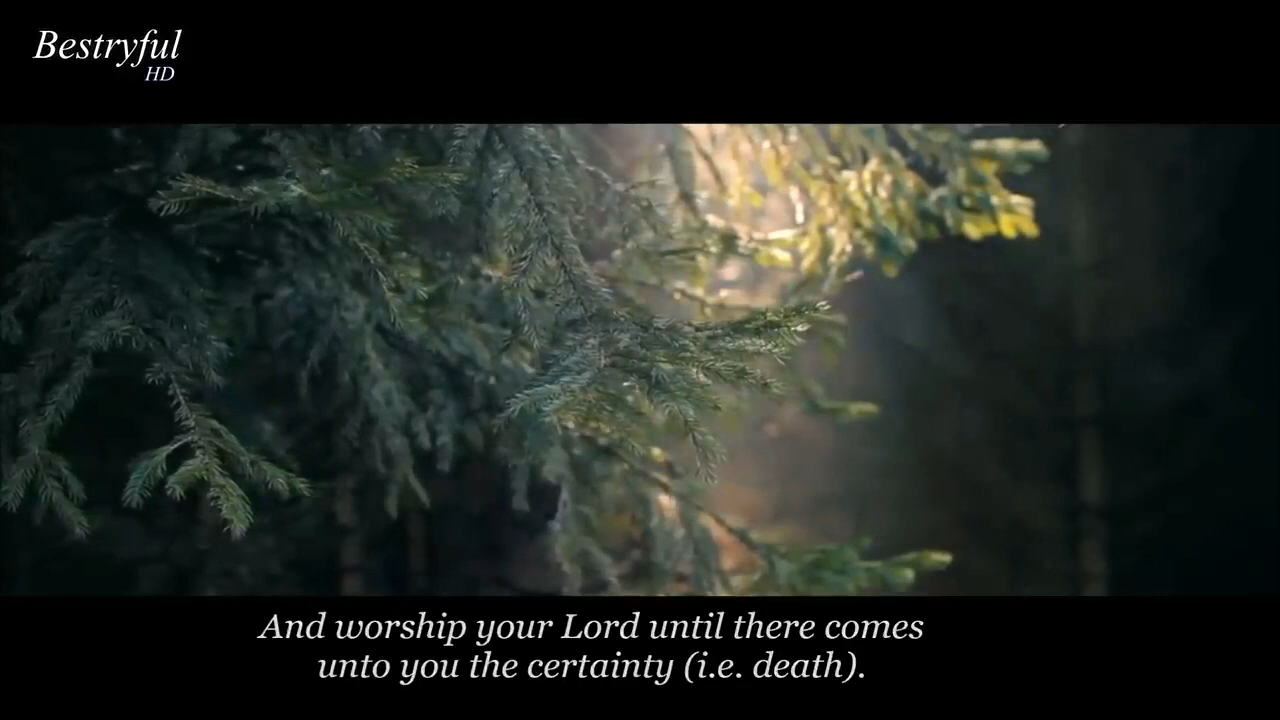 Bestryful
HD
And worship your Lord until there comes
unto you the certainty (i.e. death).